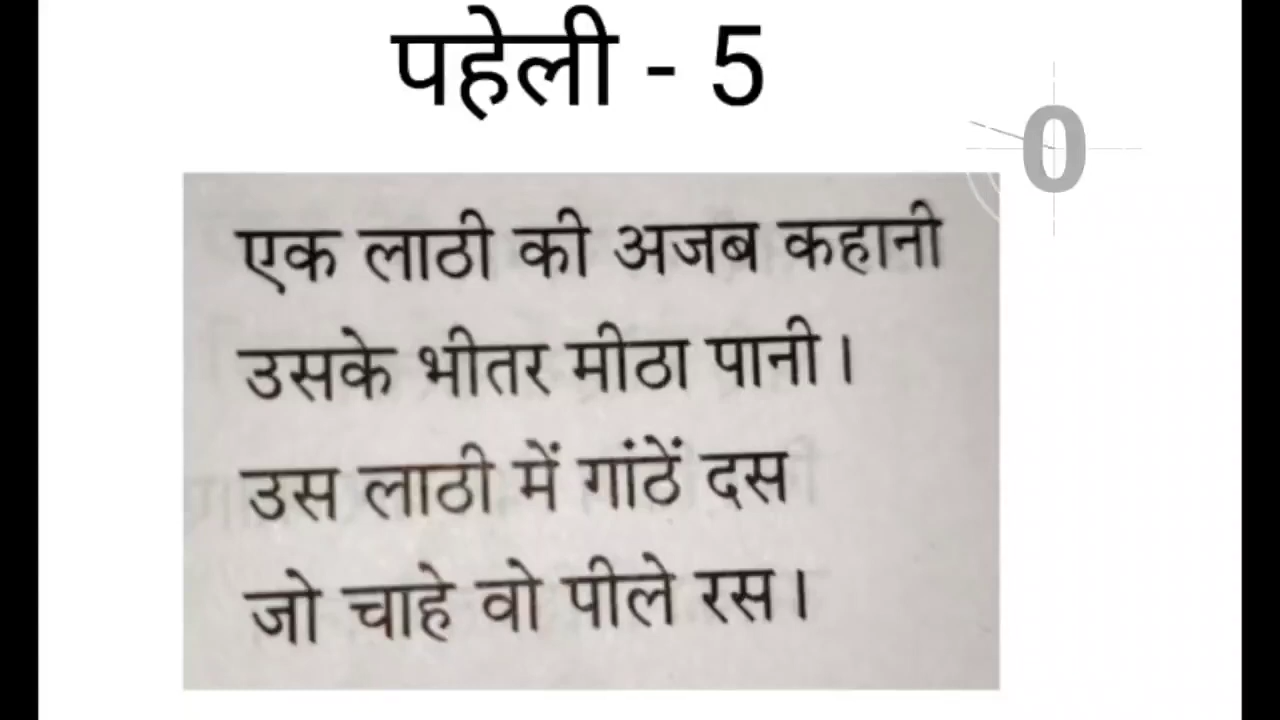 पहेली - 5
0
एक लाठी की अजब कहानी
उसके भीतर मीठा पानी।
उस लाठी में गांठें दस
जो चाहे वो पीले रस।